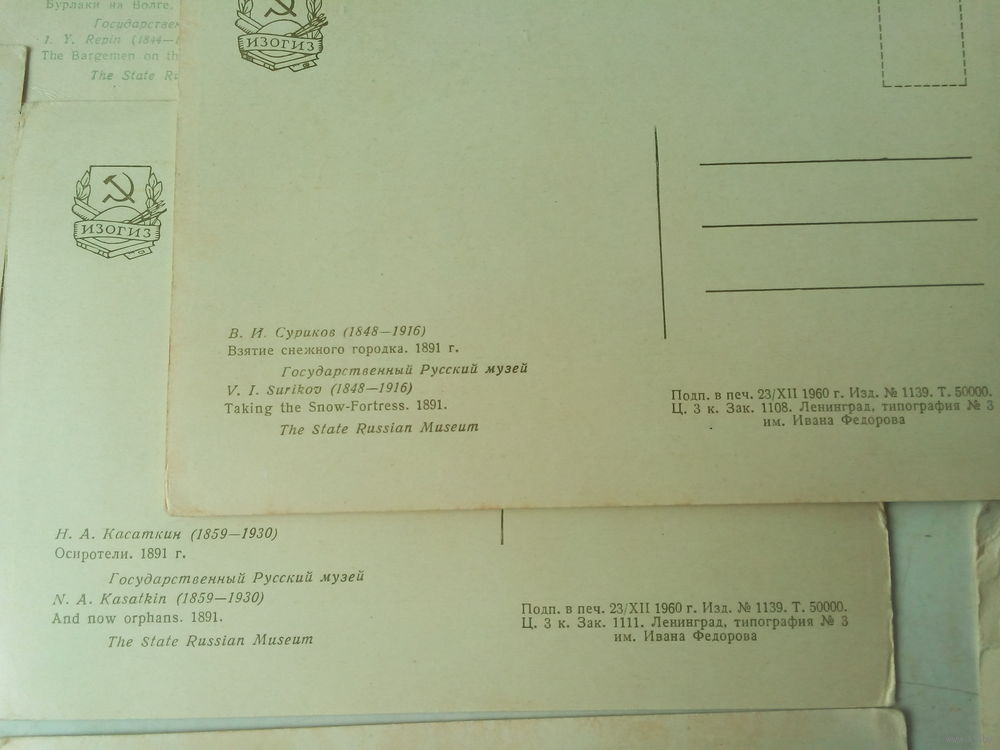 Бурлаки на Волге.
I. Y. Repin
The Bargemen on
The State
ИЗОГИЗ
В. И. Суриков (1848—1916)
Взятие снежного городка. 1891 г.
Государственный Русский музей
V. I. Surikov (1848—1916)
Taking the Snow-Fortress. 1891.
The State Russian Museum
Подп. в печ. 23/XII 1960 г. Изд. № 1139. Т. 50000.
Ц. 3 к. Зак. 1108. Ленинград, типография № 3
им. Ивана Федорова
ИЗОГИЗ
Н. А. Касаткин (1859—1930)
Осиротели. 1891 г.
Государственный Русский музей
N. A. Kasatkin (1859—1930)
And now orphans. 1891.
The State Russian Museum
Подп. в печ. 23/XII 1960 г. Изд. № 1139. Т. 50000.
Ц. 3 к. Зак. 1111. Ленинград, типография № 3
им. Ивана Федорова